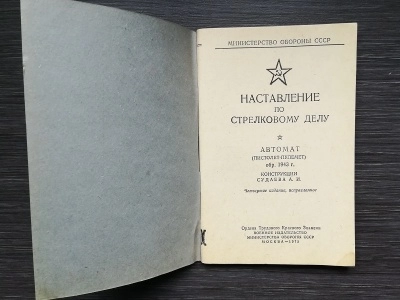 МИНИСТЕРСТВО ОБОРОНЫ СССР
НАСТАВЛЕНИЕ
ПО
СТРЕЛКОВОМУ ДЕЛУ
АВТОМАТ
(ПИСТОЛЕТ-ПУЛЕМЕТ)
обр. 1943 г.
КОНСТРУКЦИИ
СУДАЕВА А. И.
Четвертое издание, исправленное
Ордена Трудового Красного Знамени
ВОЕННОЕ ИЗДАТЕЛЬСТВО
МИНИСТЕРСТВА ОБОРОНЫ СССР
МОСКВА—1970